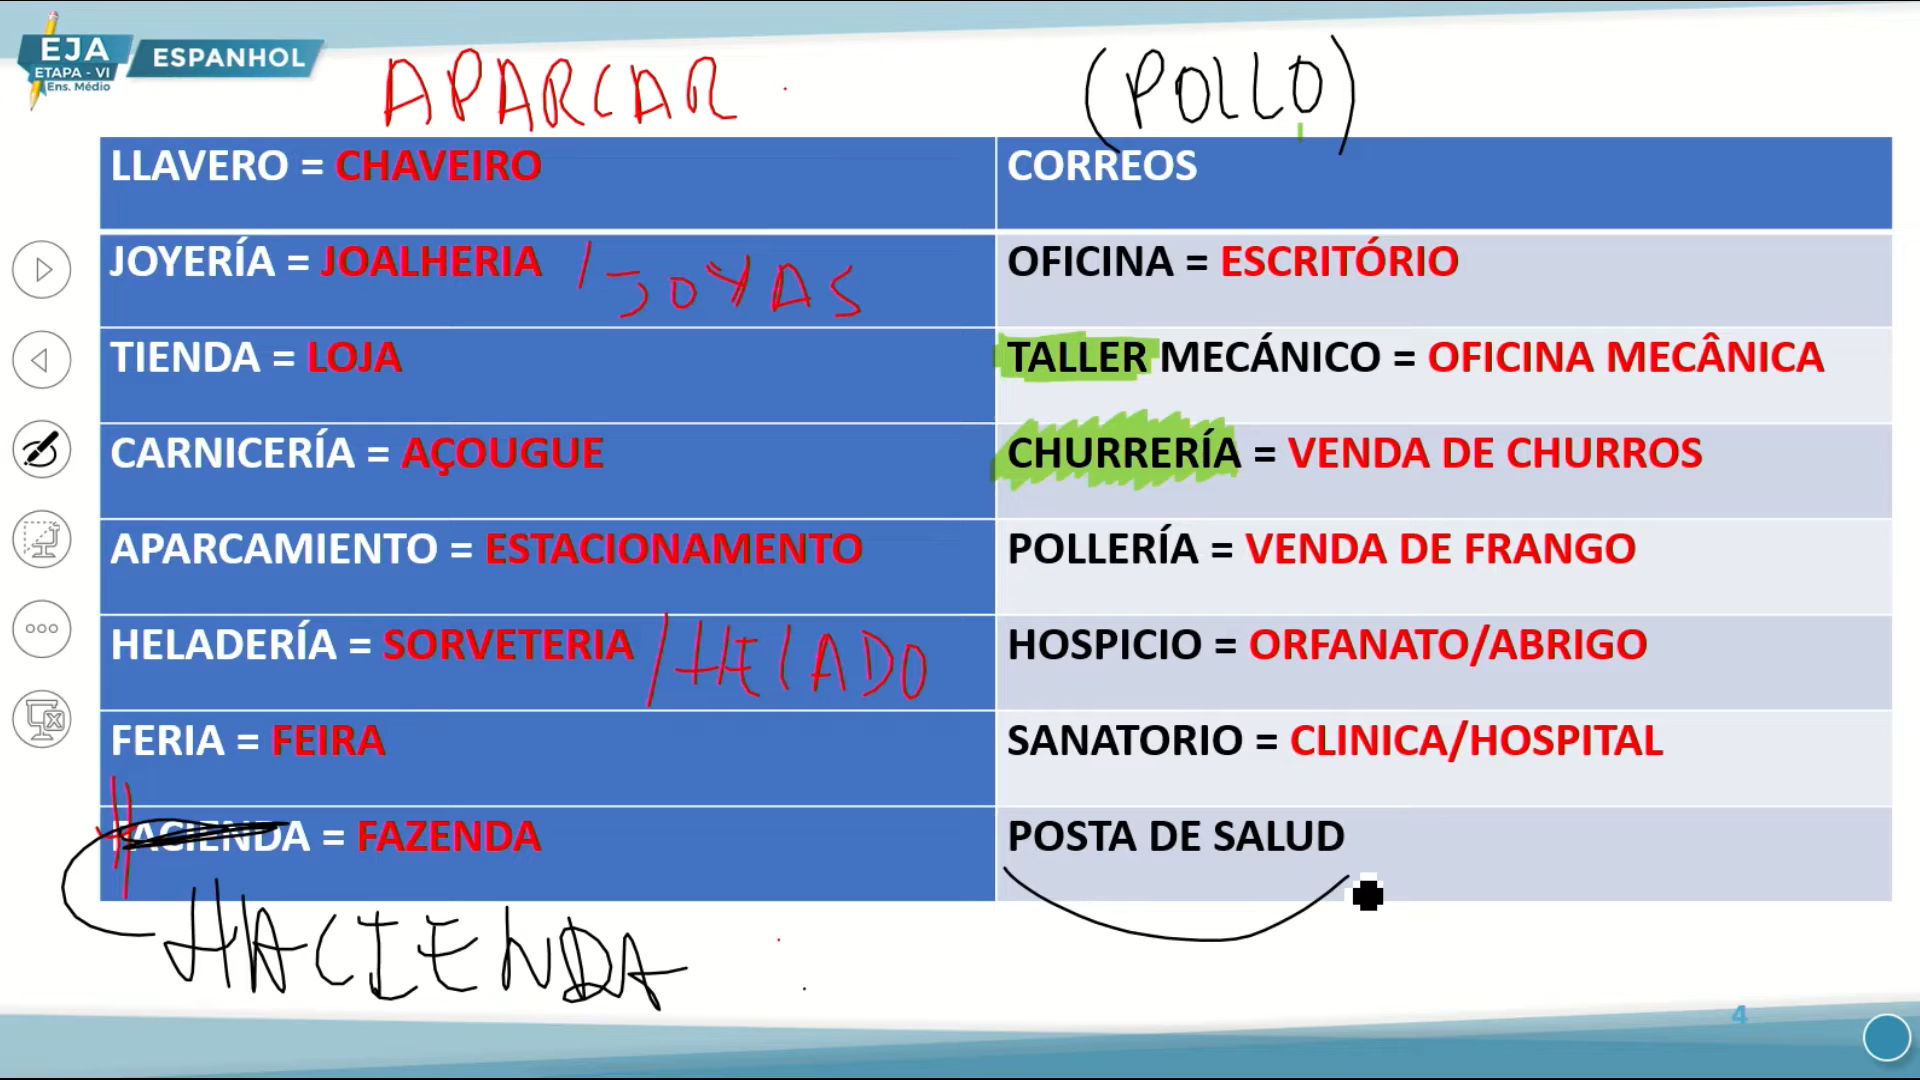 EJA
ETAPA - VI
Ens. Médio
ESPANHOL
APARCAR
(POLLO)
LLAVERO = CHAVEIRO
CORREOS
JOYERÍA = JOALHERIA / JOYAS
OFICINA = ESCRITÓRIO
TIENDA = LOJA
TALLER MECÁNICO = OFICINA MECÂNICA
CARNICERÍA = AÇOUGUE
CHURRERÍA = VENDA DE CHURROS
APARCAMIENTO = ESTACIONAMENTO
POLLERÍA = VENDA DE FRANGO
HELADERÍA = SORVETERIA / HELADO
HOSPICIO = ORFANATO/ABRIGO
FERIA = FEIRA
SANATORIO = CLINICA/HOSPITAL
FACIENDA = FAZENDA
POSTA DE SALUD
HACIENDA
4